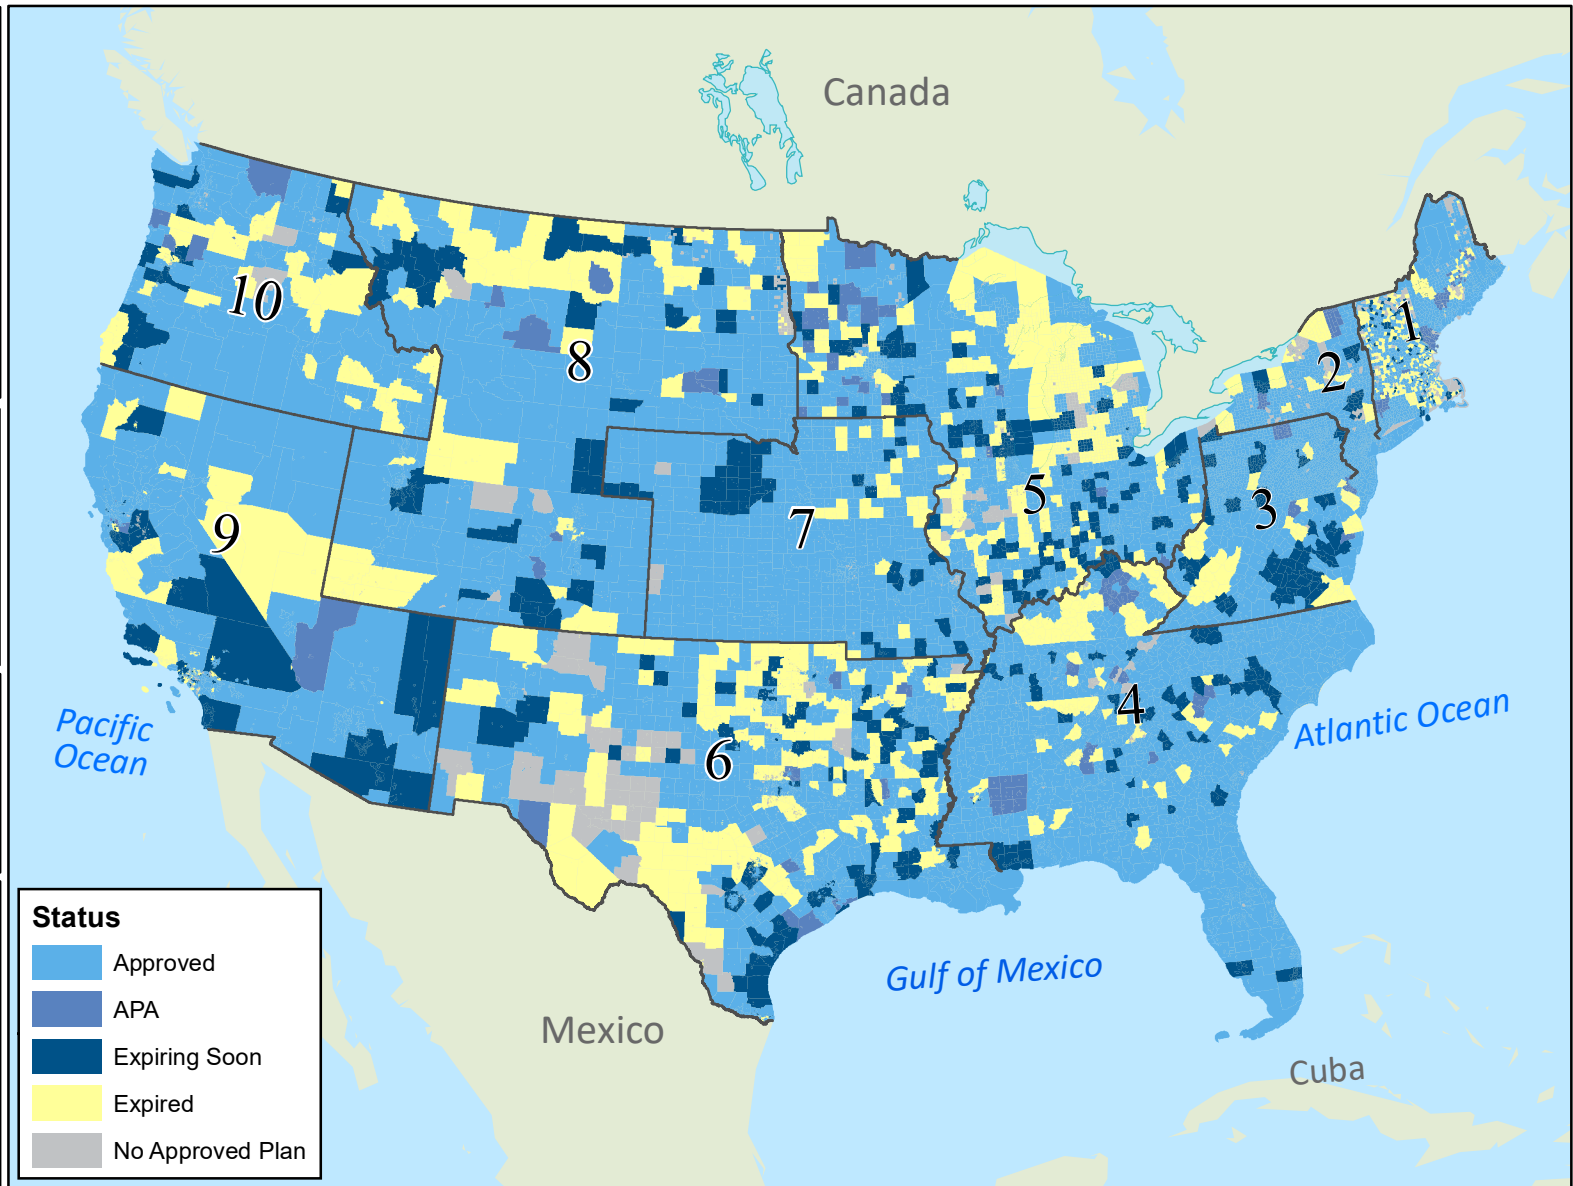 Canada
1
10
2
8
5
3
7
9
4
Pacific
Ocean
Atlantic Ocean
6
Gulf of Mexico
Mexico
Cuba
Status
Approved
APA
Expiring Soon
Expired
No Approved Plan